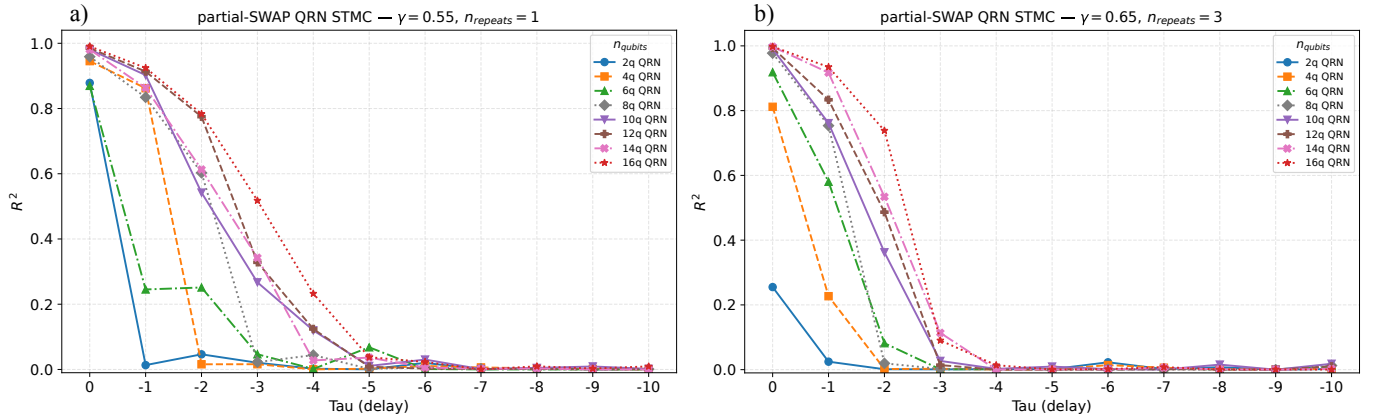 a)
partial-SWAP QRN STMC — γ = 0.55, n_repeats = 1
R²
1.0
0.8
0.6
0.4
0.2
0.0
n_qubits
2q QRN
4q QRN
6q QRN
8q QRN
10q QRN
12q QRN
14q QRN
16q QRN
0 -1 -2 -3 -4 -5 -6 -7 -8 -9 -10
Tau (delay)
b)
partial-SWAP QRN STMC — γ = 0.65, n_repeats = 3
R²
1.0
0.8
0.6
0.4
0.2
0.0
n_qubits
2q QRN
4q QRN
6q QRN
8q QRN
10q QRN
12q QRN
14q QRN
16q QRN
0 -1 -2 -3 -4 -5 -6 -7 -8 -9 -10
Tau (delay)